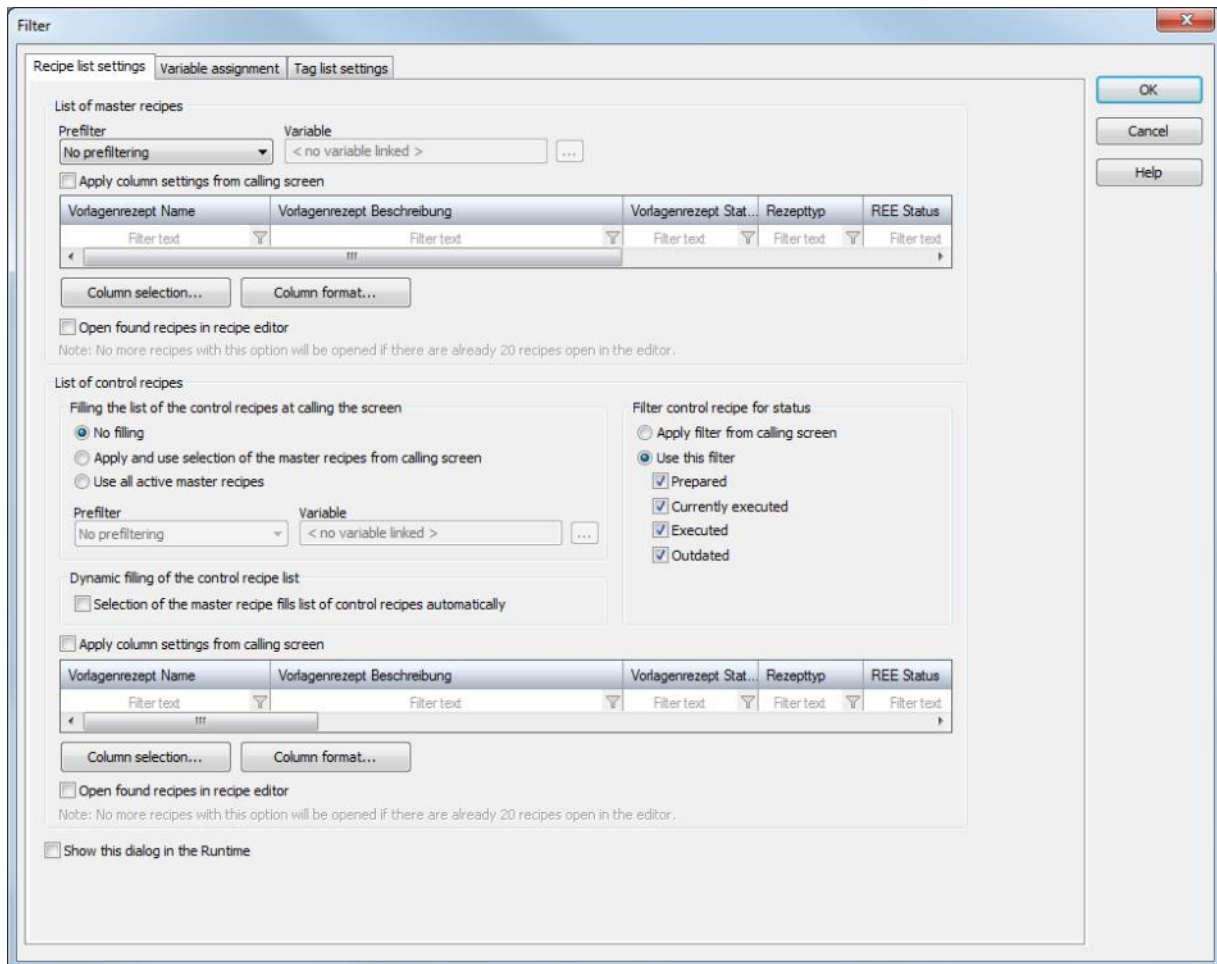 Filter
Recipe list settings Variable assignment Tag list settings
OK
Cancel
Help
List of master recipes
Prefilter Variable
No prefiltering < no variable linked > ...
Apply column settings from calling screen
Vorlagenrezept Name Vorlagenrezept Beschreibung Vorlagenrezept Stat... Rezepttyp REE Status
Filter text Filter text Filter text Filter text Filter text
Column selection... Column format...
Open found recipes in recipe editor
Note: No more recipes with this option will be opened if there are already 20 recipes open in the editor.
List of control recipes
Filling the list of the control recipes at calling the screen
No filling
Apply and use selection of the master recipes from calling screen
Use all active master recipes
Prefilter Variable
No prefiltering < no variable linked > ...
Filter control recipe for status
Apply filter from calling screen
Use this filter
Prepared
Currently executed
Executed
Outdated
Dynamic filling of the control recipe list
Selection of the master recipe fills list of control recipes automatically
Apply column settings from calling screen
Vorlagenrezept Name Vorlagenrezept Beschreibung Vorlagenrezept Stat... Rezepttyp REE Status
Filter text Filter text Filter text Filter text Filter text
Column selection... Column format...
Open found recipes in recipe editor
Note: No more recipes with this option will be opened if there are already 20 recipes open in the editor.
Show this dialog in the Runtime